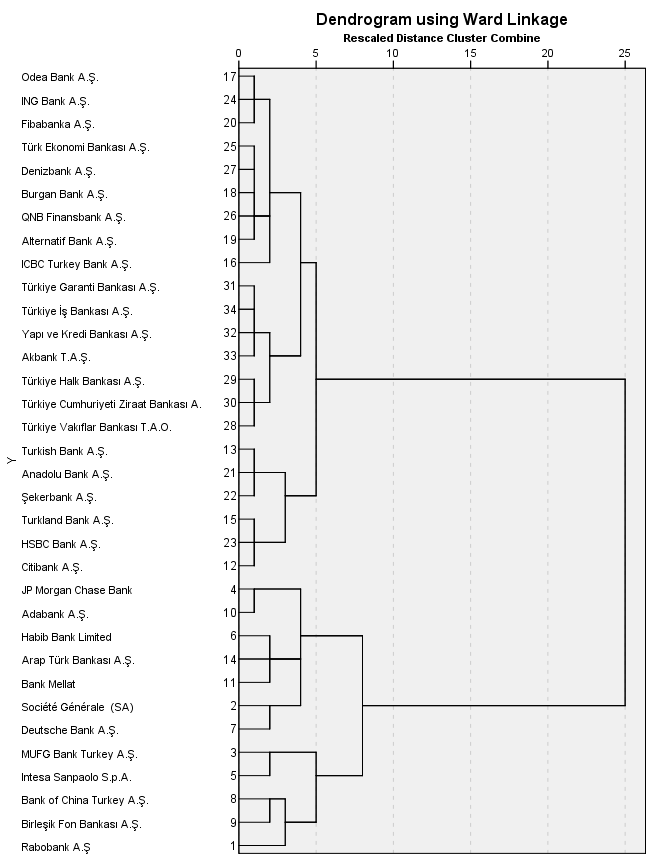 Dendrogram using Ward Linkage
Rescaled Distance Cluster Combine
0 5 10 15 20 25
Odea Bank A.Ş. 17
ING Bank A.Ş. 24
Fibabanka A.Ş. 20
Türk Ekonomi Bankası A.Ş. 25
Denizbank A.Ş. 27
Burgan Bank A.Ş. 18
QNB Finansbank A.Ş. 26
Alternatif Bank A.Ş. 19
ICBC Turkey Bank A.Ş. 16
Türkiye Garanti Bankası A.Ş. 31
Türkiye İş Bankası A.Ş. 34
Yapı ve Kredi Bankası A.Ş. 32
Akbank T.A.Ş. 33
Türkiye Halk Bankası A.Ş. 29
Türkiye Cumhuriyeti Ziraat Bankası A. 30
Türkiye Vakıflar Bankası T.A.O. 28
Turkish Bank A.Ş. 13
Y
Anadolu Bank A.Ş. 21
Şekerbank A.Ş. 22
Turkland Bank A.Ş. 15
HSBC Bank A.Ş. 23
Citibank A.Ş. 12
JP Morgan Chase Bank 4
Adabank A.Ş. 10
Habib Bank Limited 6
Arap Türk Bankası A.Ş. 14
Bank Mellat 11
Société Générale (SA) 2
Deutsche Bank A.Ş. 7
MUFG Bank Turkey A.Ş. 3
Intesa Sanpaolo S.p.A. 5
Bank of China Turkey A.Ş. 8
Birleşik Fon Bankası A.Ş. 9
Rabobank A.Ş 1